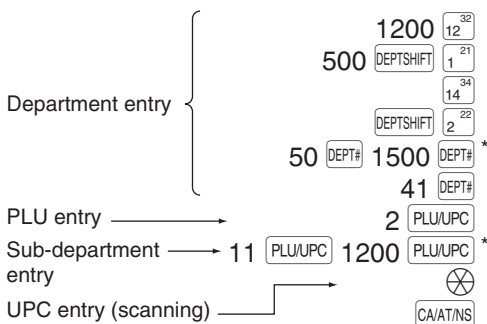 1200 12 32
500 DEPTSHIFT 1 21
14 34
Department entry
DEPTSHIFT 2 22
50 DEPT# 1500 DEPT# *
41 DEPT#
PLU entry 2 PLU/UPC
Sub-department 11 PLU/UPC 1200 PLU/UPC *
entry
UPC entry (scanning)
CA/AT/NS